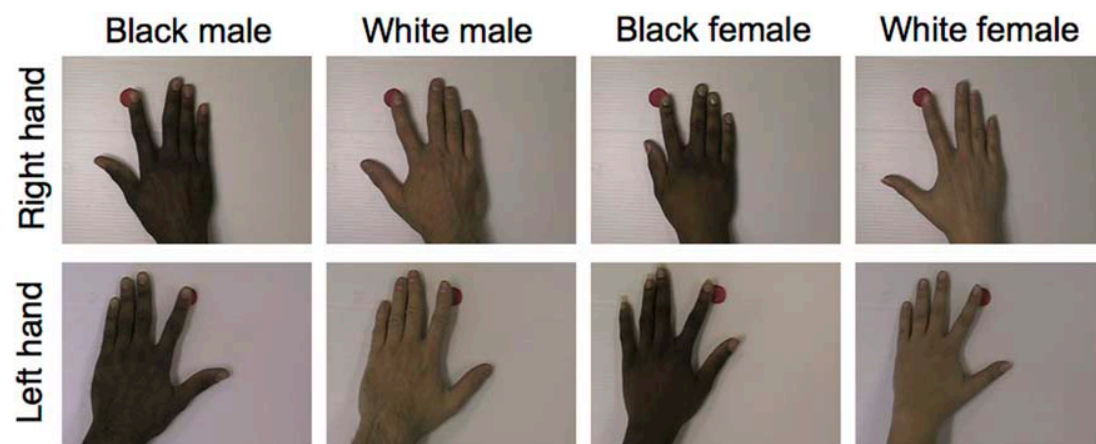 Black male
White male
Black female
White female
Right hand
Left hand